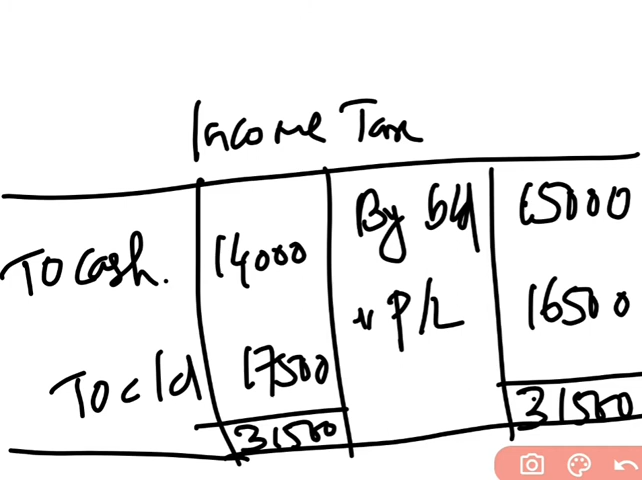 Income Tax
By b/d 15000
To Cash. 14000
" P/L 16500
To c/d 17500
31500 31500